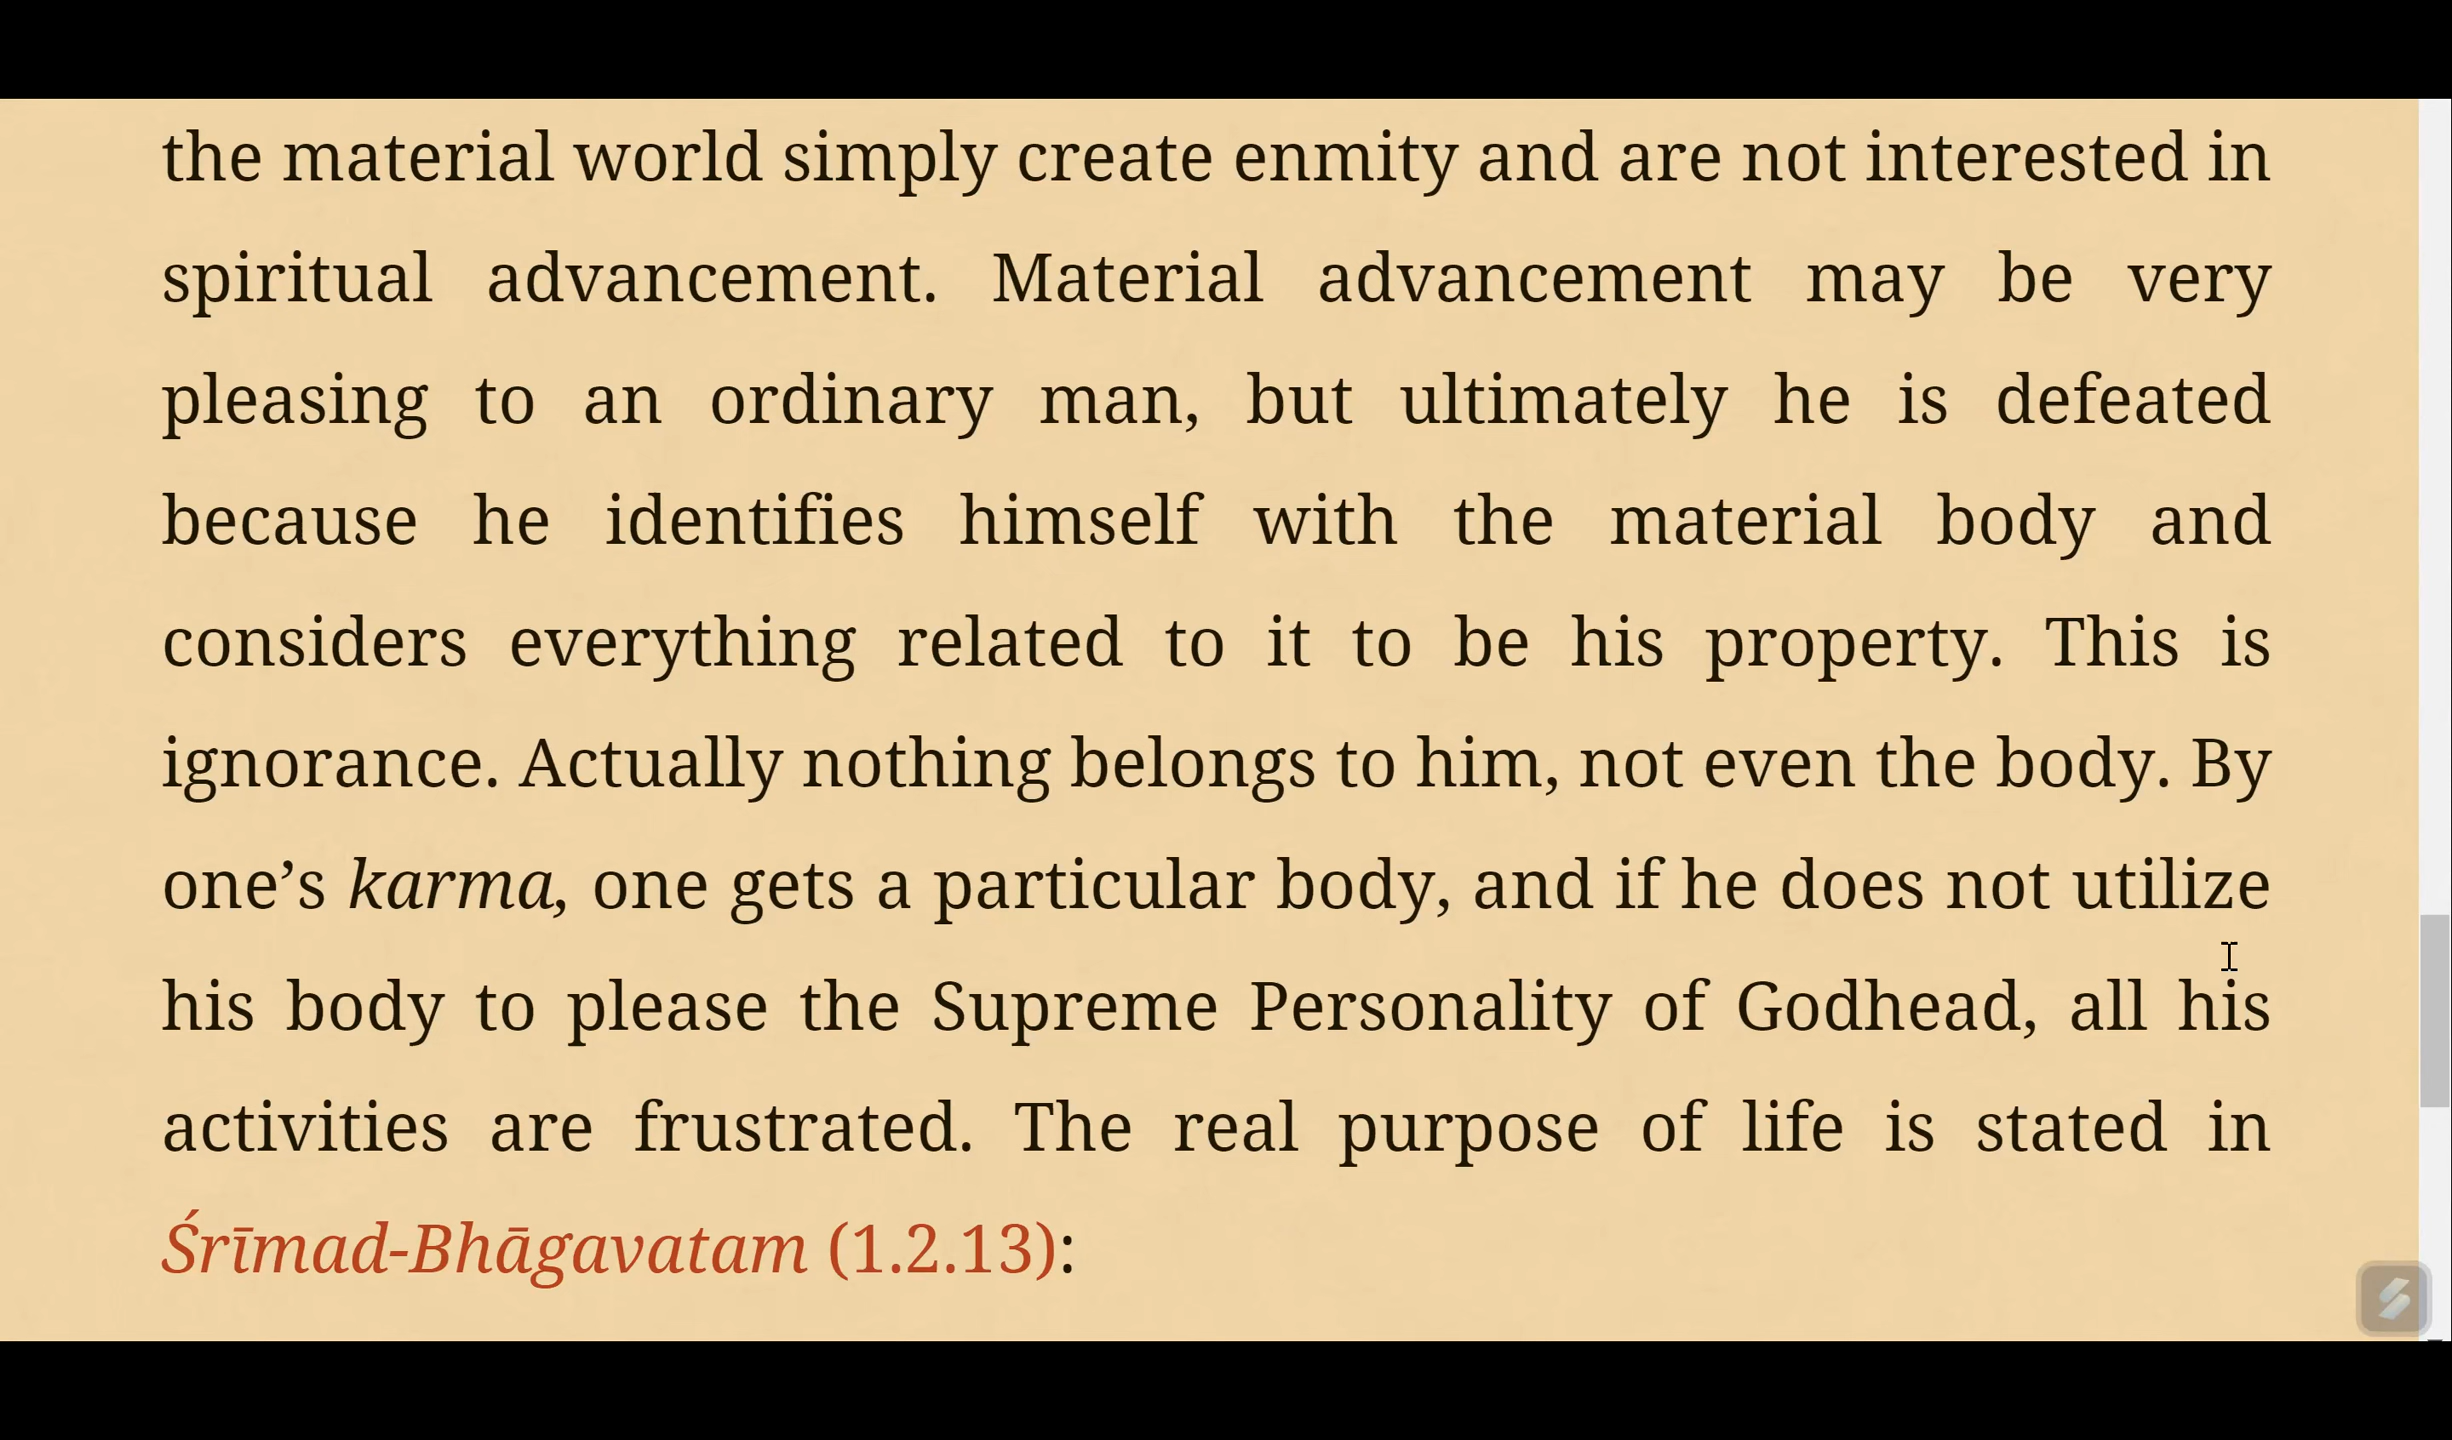 the material world simply create enmity and are not interested in
spiritual advancement. Material advancement may be very
pleasing to an ordinary man, but ultimately he is defeated
because he identifies himself with the material body and
considers everything related to it to be his property. This is
ignorance. Actually nothing belongs to him, not even the body. By
one’s karma, one gets a particular body, and if he does not utilize
his body to please the Supreme Personality of Godhead, all his
activities are frustrated. The real purpose of life is stated in
Śrīmad-Bhāgavatam (1.2.13):